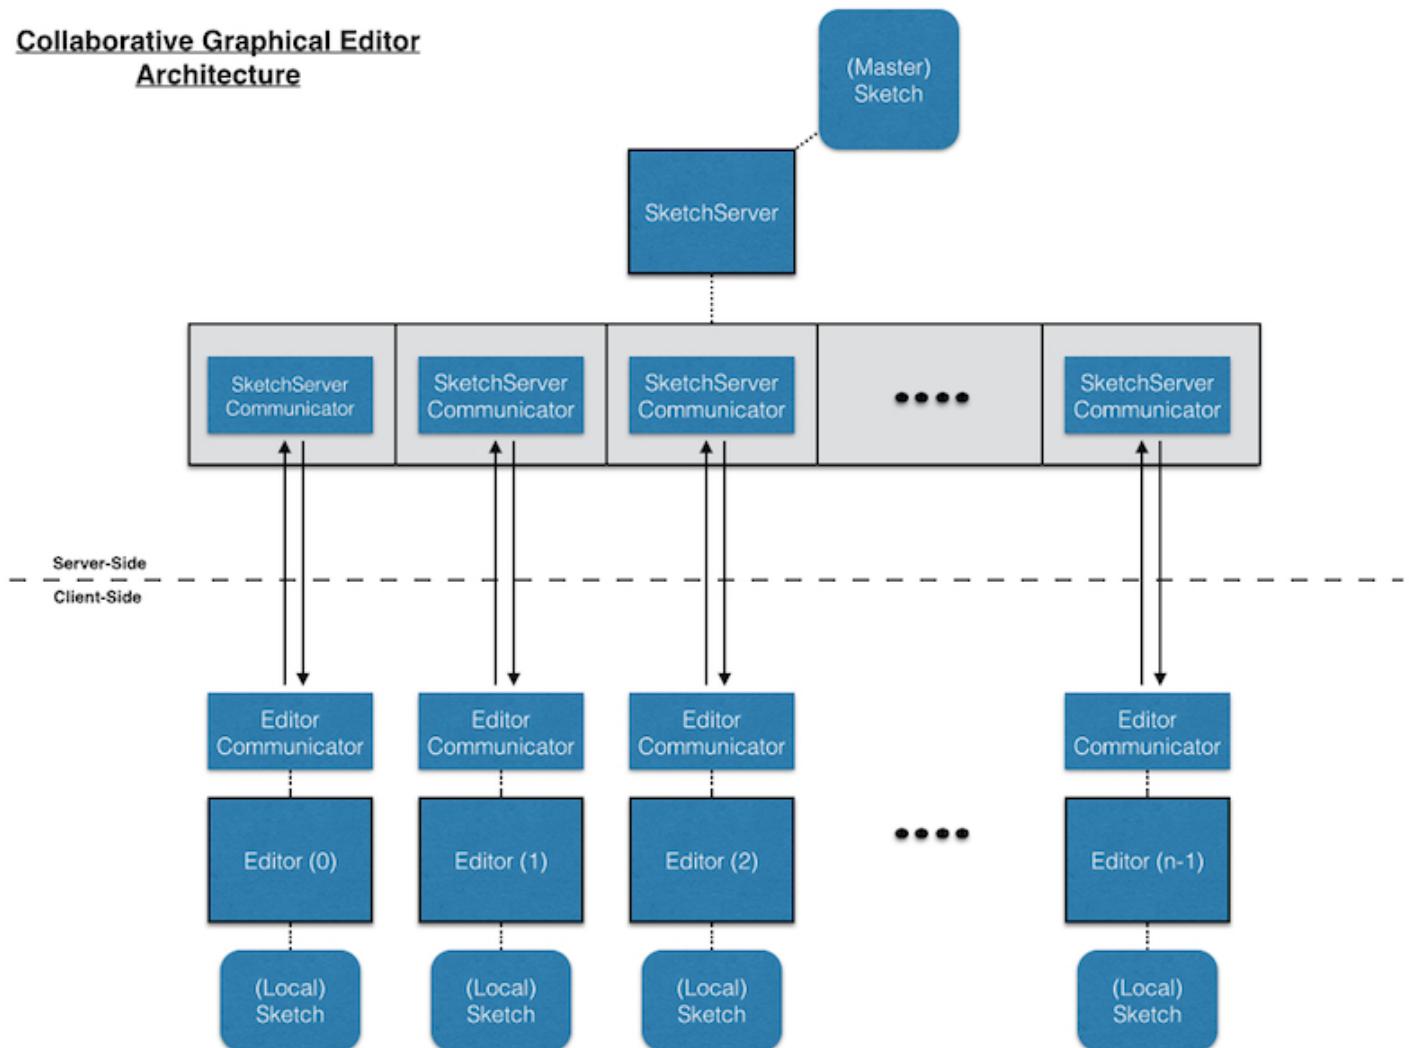 Collaborative Graphical Editor
Architecture
(Master)
Sketch
SketchServer
SketchServer
Communicator
SketchServer
Communicator
SketchServer
Communicator
SketchServer
Communicator
Server-Side
Client-Side
Editor
Communicator
Editor
Communicator
Editor
Communicator
Editor
Communicator
Editor (0)
Editor (1)
Editor (2)
Editor (n-1)
(Local)
Sketch
(Local)
Sketch
(Local)
Sketch
(Local)
Sketch